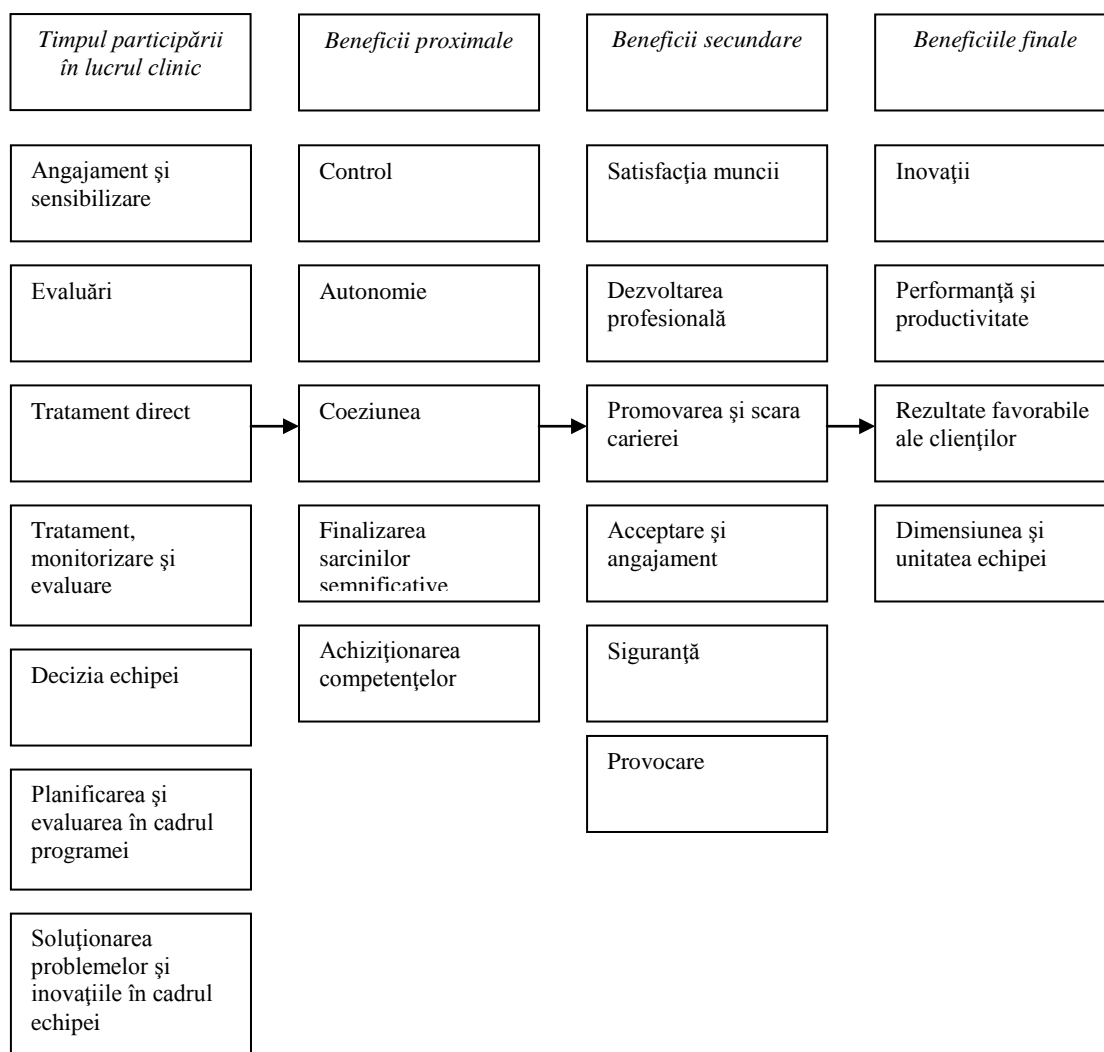 Timpul participării
în lucrul clinic
Beneficii proximale
Beneficii secundare
Beneficiile finale
Angajament şi
sensibilizare
Control
Satisfacţia muncii
Inovaţii
Evaluări
Autonomie
Dezvoltarea
profesională
Performanţă şi
productivitate
Tratament direct
Coeziunea
Promovarea şi scara
carierei
Rezultate favorabile
ale clienţilor
Tratament,
monitorizare şi
evaluare
Finalizarea
sarcinilor
semnificative
Acceptare şi
angajament
Dimensiunea şi
unitatea echipei
Decizia echipei
Achiziţionarea
competenţelor
Siguranţă
Provocare
Planificarea şi
evaluarea în cadrul
programei
Soluţionarea
problemelor şi
inovaţiile în cadrul
echipei